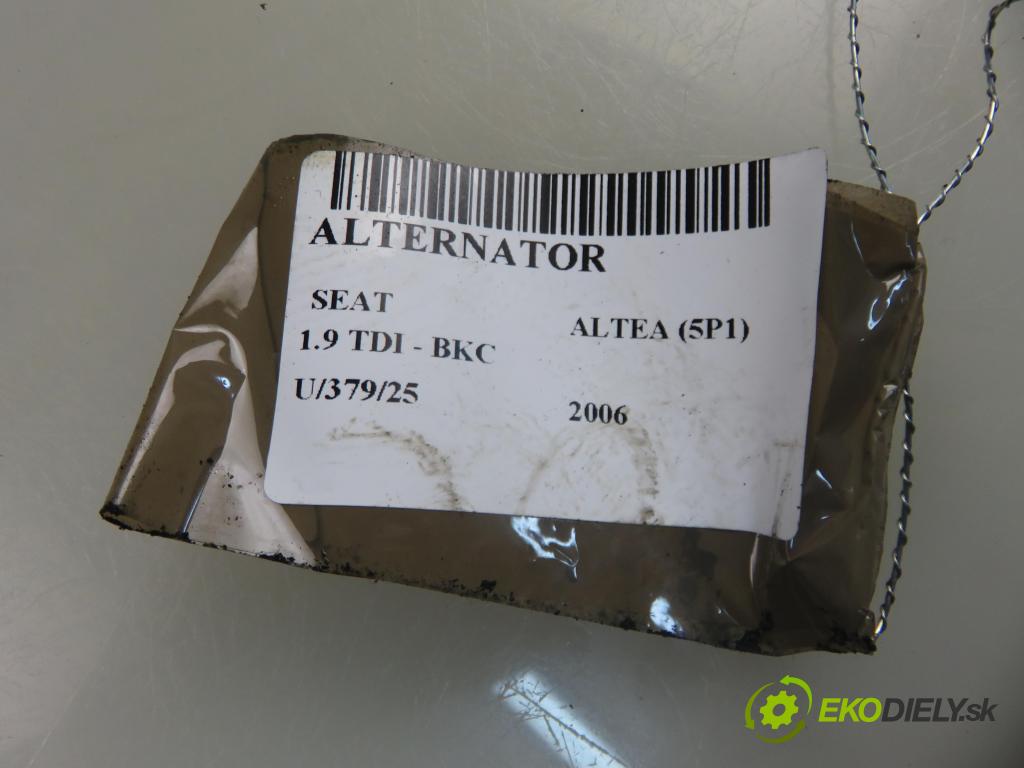 ALTERNATOR
SEAT
ALTEA (5P1)
1.9 TDI - BKC
U/379/25
2006
EKODIELY.sk